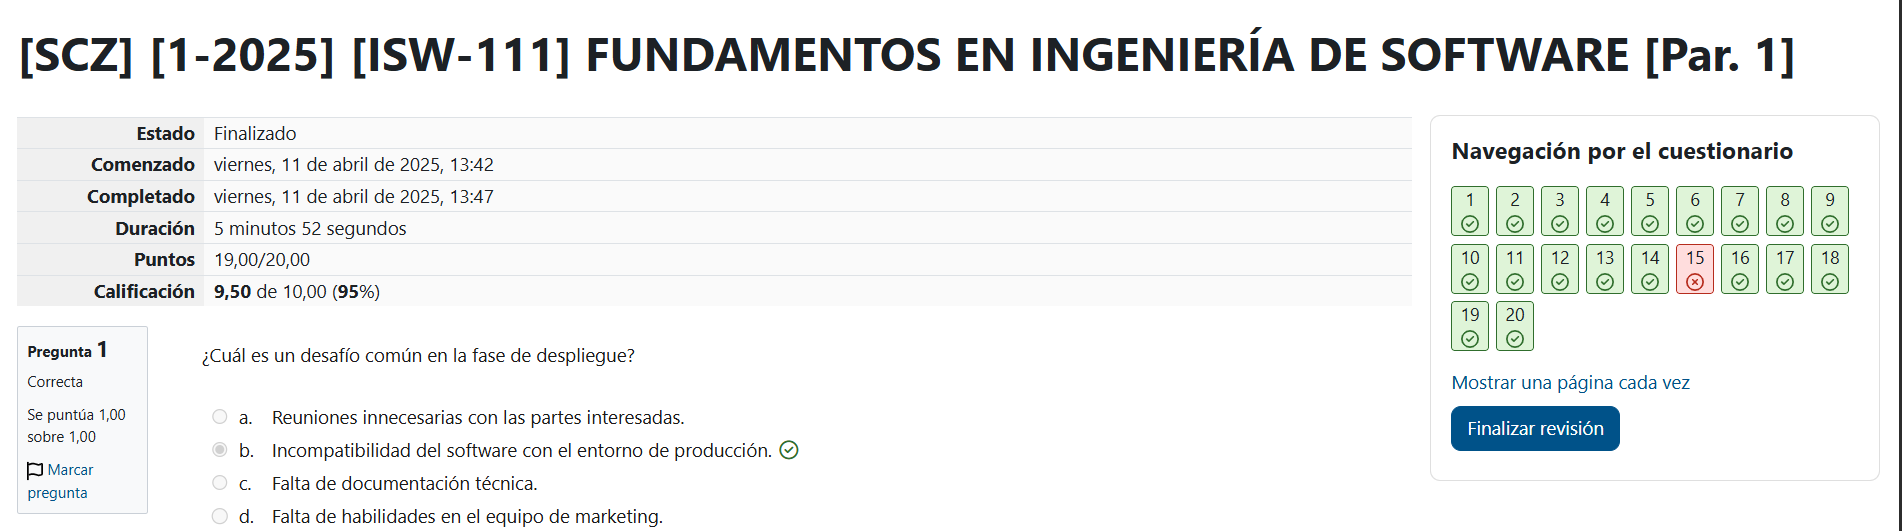 [SCZ] [1-2025] [ISW-111] FUNDAMENTOS EN INGENIERÍA DE SOFTWARE [Par. 1]
Estado Finalizado
Comenzado viernes, 11 de abril de 2025, 13:42
Completado viernes, 11 de abril de 2025, 13:47
Duración 5 minutos 52 segundos
Puntos 19,00/20,00
Calificación 9,50 de 10,00 (95%)
Pregunta 1
Correcta
Se puntúa 1,00
sobre 1,00
Marcar
pregunta
¿Cuál es un desafío común en la fase de despliegue?
a. Reuniones innecesarias con las partes interesadas.
b. Incompatibilidad del software con el entorno de producción.
c. Falta de documentación técnica.
d. Falta de habilidades en el equipo de marketing.
Navegación por el cuestionario
1 2 3 4 5 6 7 8 9
10 11 12 13 14 15 16 17 18
19 20
Mostrar una página cada vez
Finalizar revisión